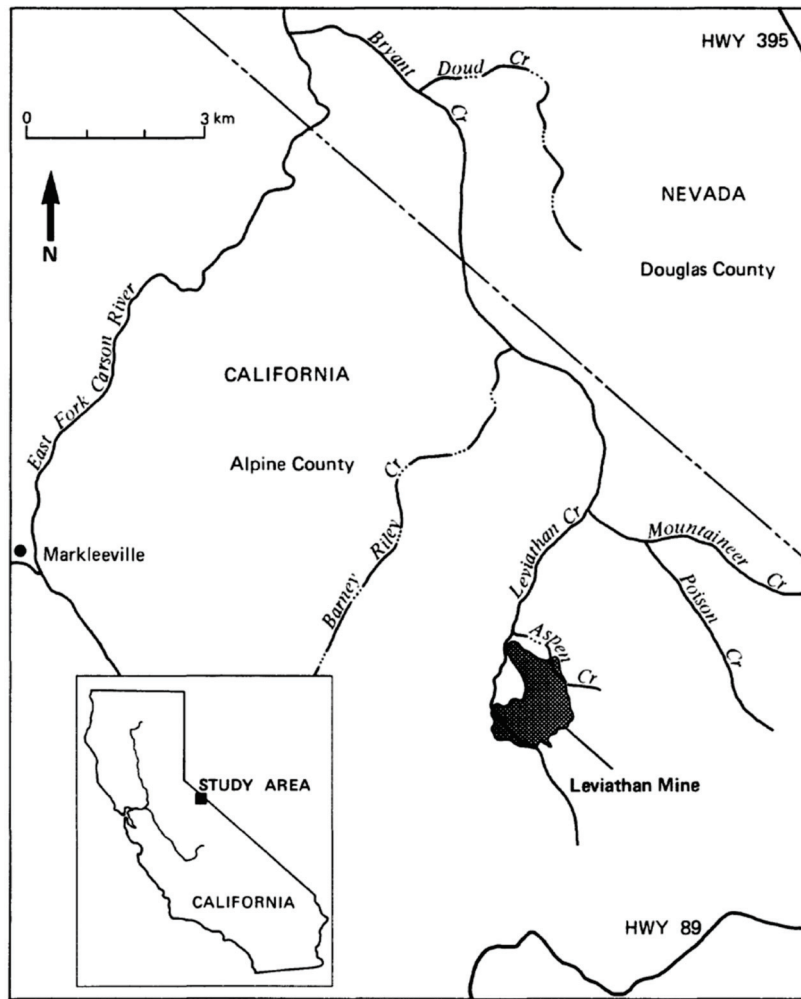 HWY 395
Bryant Cr
Doud Cr
0 3 km
N
NEVADA
Douglas County
East Fork Carson River
CALIFORNIA
Alpine County
Barney Riley Cr
Leviathan Cr
Mountaineer Cr
Poison Cr
Markleeville
Aspen Cr
Leviathan Mine
STUDY AREA
CALIFORNIA
HWY 89